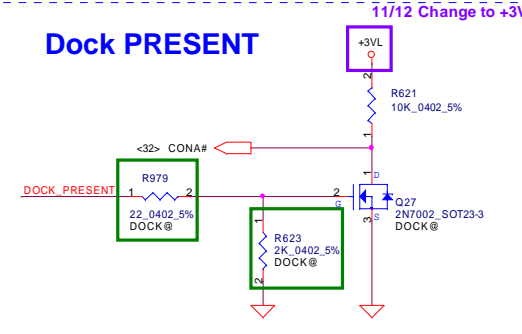 11/12 Change to +3V
Dock PRESENT
+3VL
2
R621
10K_0402_5%
1
<32> CONA#
R979
DOCK_PRESENT
1
2
22_0402_5%
DOCK@
2
G
1
D
S
3
Q27
2N7002_SOT23-3
DOCK@
1
R623
2K_0402_5%
DOCK@
2